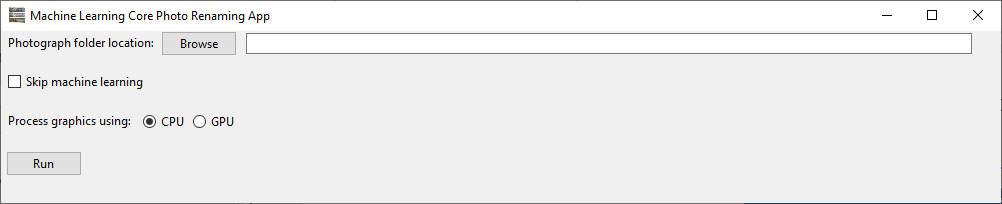 Machine Learning Core Photo Renaming App
Photograph folder location: Browse
Skip machine learning
Process graphics using: CPU GPU
Run